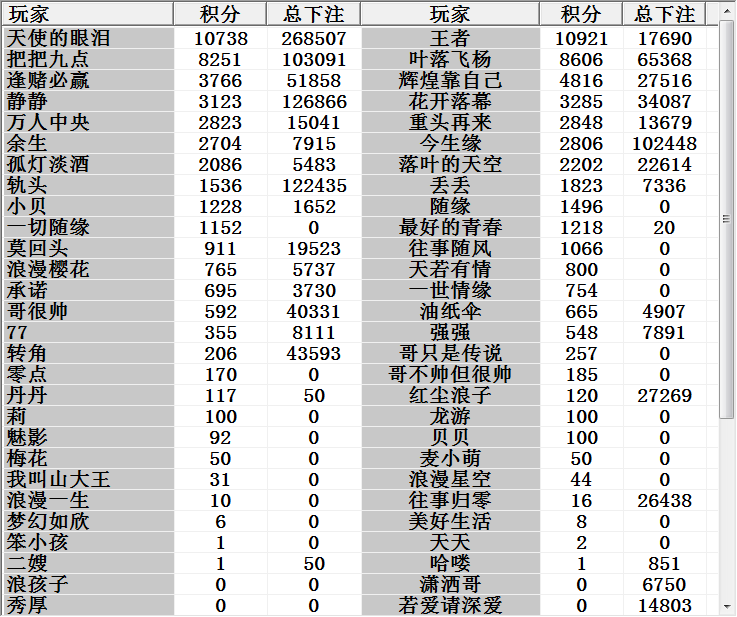 玩家 积分 总下注 玩家 积分 总下注
天使的眼泪 10738 268507 王者 10921 17690
把把九点 8251 103091 叶落飞杨 8606 65368
逢赌必赢 3766 51858 辉煌靠自己 4816 27516
静静 3123 126866 花开落幕 3285 34087
万人中央 2823 15041 重头再来 2848 13679
余生 2704 7915 今生缘 2806 102448
孤灯淡酒 2086 5483 落叶的天空 2202 22614
轨头 1536 122435 丢丢 1823 7336
小贝 1228 1652 随缘 1496 0
一切随缘 1152 0 最好的青春 1218 20
莫回头 911 19523 往事随风 1066 0
浪漫樱花 765 5737 天若有情 800 0
承诺 695 3730 一世情缘 754 0
哥很帅 592 40331 油纸伞 665 4907
77 355 8111 强强 548 7891
转角 206 43593 哥只是传说 257 0
零点 170 0 哥不帅但很帅 185 0
丹丹 117 50 红尘浪子 120 27269
莉 100 0 龙游 100 0
魅影 92 0 贝贝 100 0
梅花 50 0 麦小萌 50 0
我叫山大王 31 0 浪漫星空 44 0
浪漫一生 10 0 往事归零 16 26438
梦幻如欣 6 0 美好生活 8 0
笨小孩 1 0 天天 2 0
二嫂 1 50 哈喽 1 851
浪孩子 0 0 潇洒哥 0 6750
秀厚 0 0 若爱请深爱 0 14803